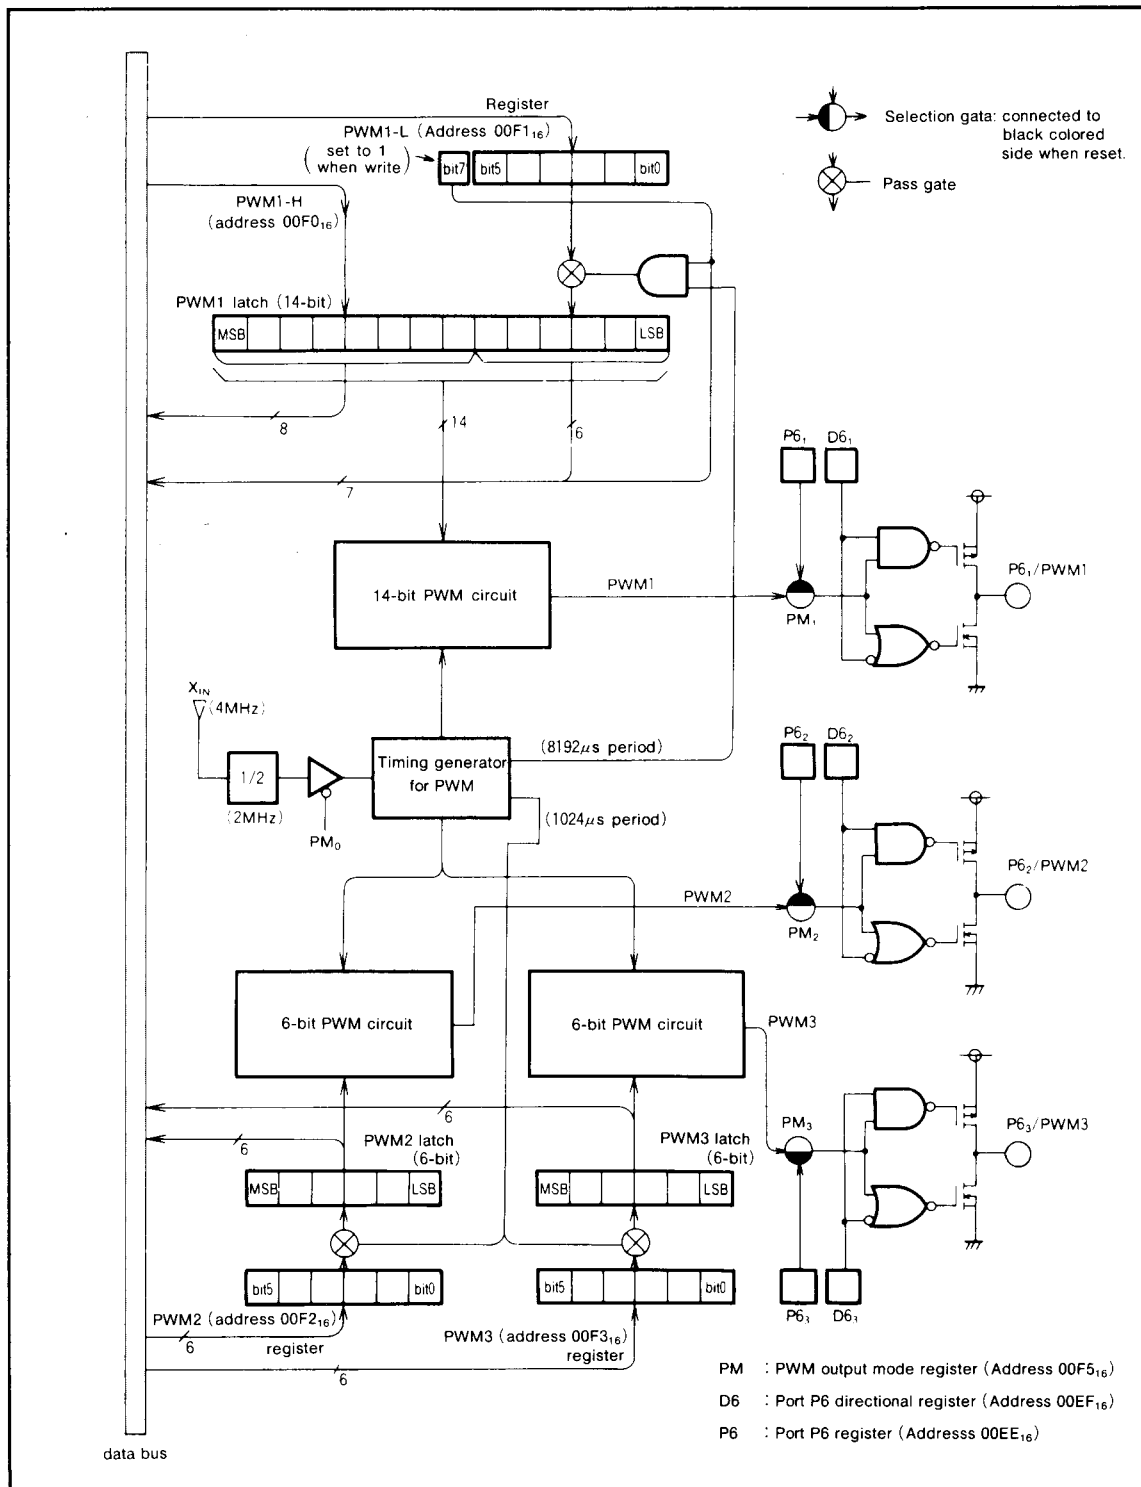 Register
PWM1-L (Address 00F1₁₆)
(set to 1 when write)
bit7 bit5 bit0
Selection gata: connected to
black colored
side when reset.
Pass gate
PWM1-H
(address 00F0₁₆)
PWM1 latch (14-bit)
MSB LSB
8
14
6
7
P6₁ D6₁
14-bit PWM circuit
PWM1
PM₁
P6₁/PWM1
X_IN
(4MHz)
1/2
(2MHz)
PM₀
Timing generator
for PWM
(8192μs period)
(1024μs period)
P6₂ D6₂
PWM2
PM₂
P6₂/PWM2
6-bit PWM circuit
6-bit PWM circuit
PWM3
6
6
PWM2 latch
(6-bit)
PWM3 latch
(6-bit)
PM₃
P6₃/PWM3
MSB LSB
MSB LSB
bit5 bit0
bit5 bit0
P6₃ D6₃
PWM2 (address 00F2₁₆)
6
register
PWM3 (address 00F3₁₆)
register
6
PM : PWM output mode register (Address 00F5₁₆)
D6 : Port P6 directional register (Address 00EF₁₆)
P6 : Port P6 register (Addresss 00EE₁₆)
data bus